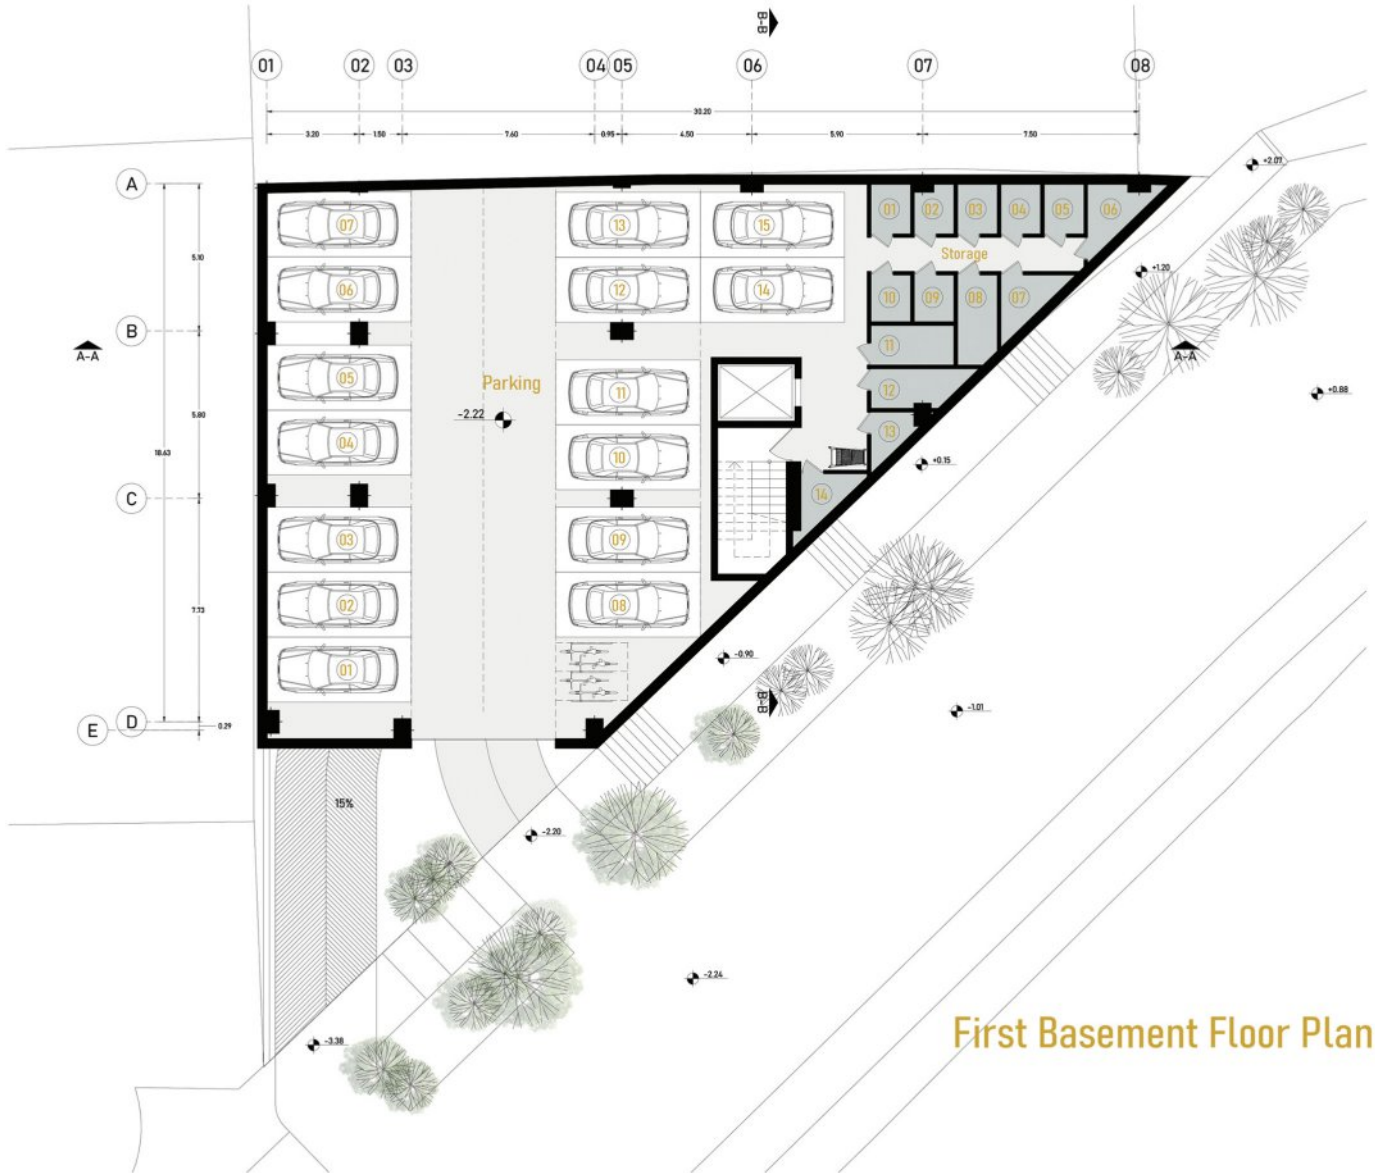 B-B
01 02 03 04 05 06 07 08
30.20
3.20 1.50 7.60 0.95 4.50 5.90 7.50
+2.07
A
07 13 15 01 02 03 04 05 06
Storage
5.10
+1.20
06 12 14 10 09 08 07
B
A-A
11
A-A
05 Parking 11
12
+0.88
-2.22
5.80
13
04 10
18.63
+0.15
14
C
03 09
02 08
7.73
-0.90
01
B-B
D
0.29
E
-1.01
15%
-2.20
-2.24
First Basement Floor Plan
-3.38